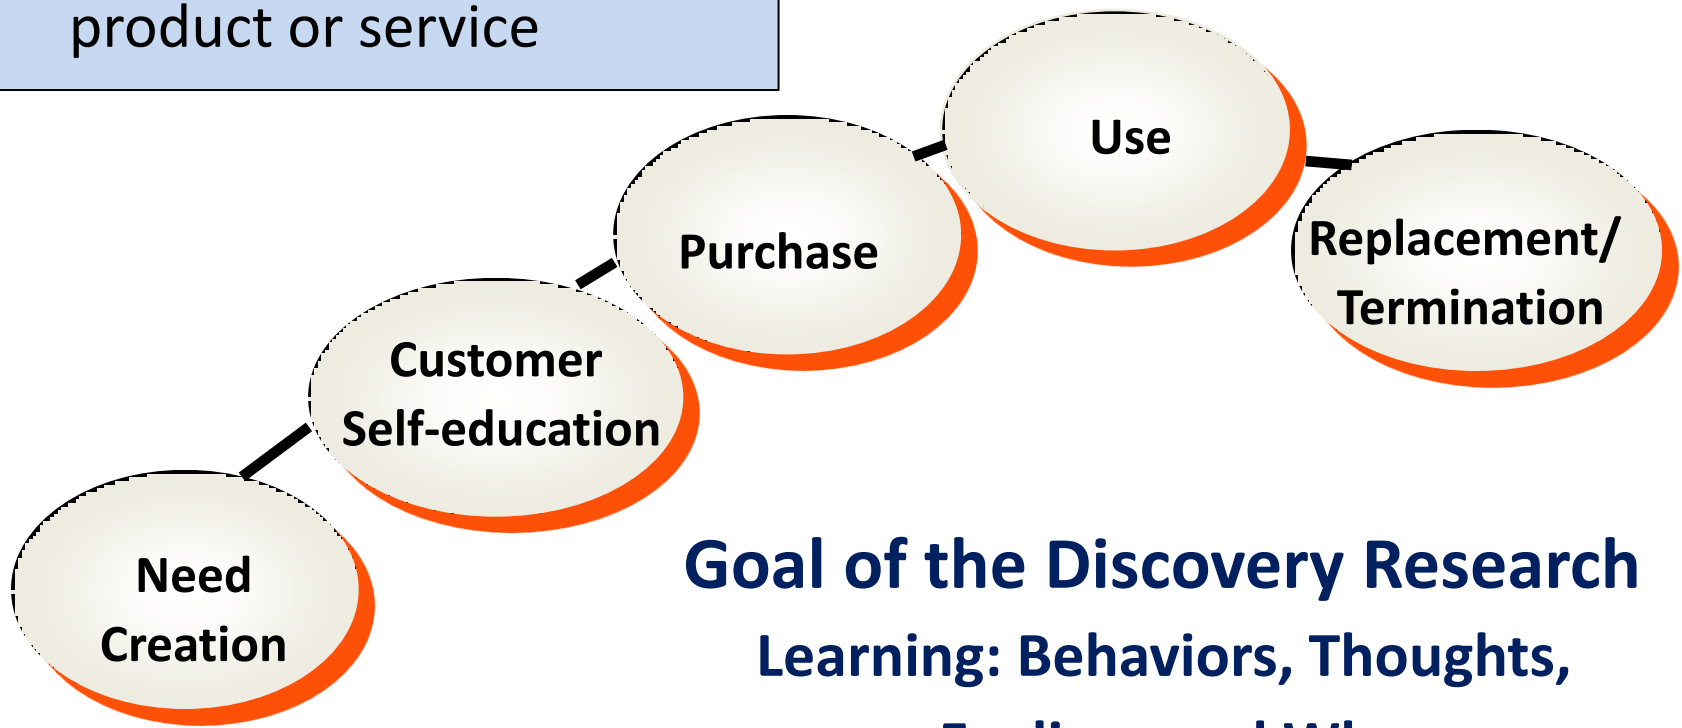 product or service
Use
Purchase
Replacement/
Termination
Customer
Self-education
Need
Creation
Goal of the Discovery Research
Learning: Behaviors, Thoughts,